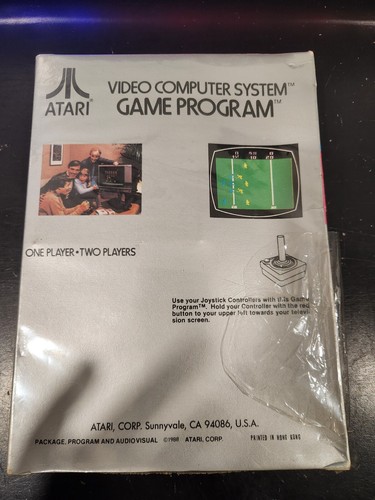 ATARI®
VIDEO COMPUTER SYSTEM™
GAME PROGRAM™
ONE PLAYER•TWO PLAYERS
Use your Joystick Controllers with this Game
Program™. Hold your Controller with the red
button to your upper left towards your televi-
sion screen.
ATARI, CORP. Sunnyvale, CA 94086, U.S.A.
PACKAGE, PROGRAM AND AUDIOVISUAL ©1988 ATARI, CORP.
PRINTED IN HONG KONG